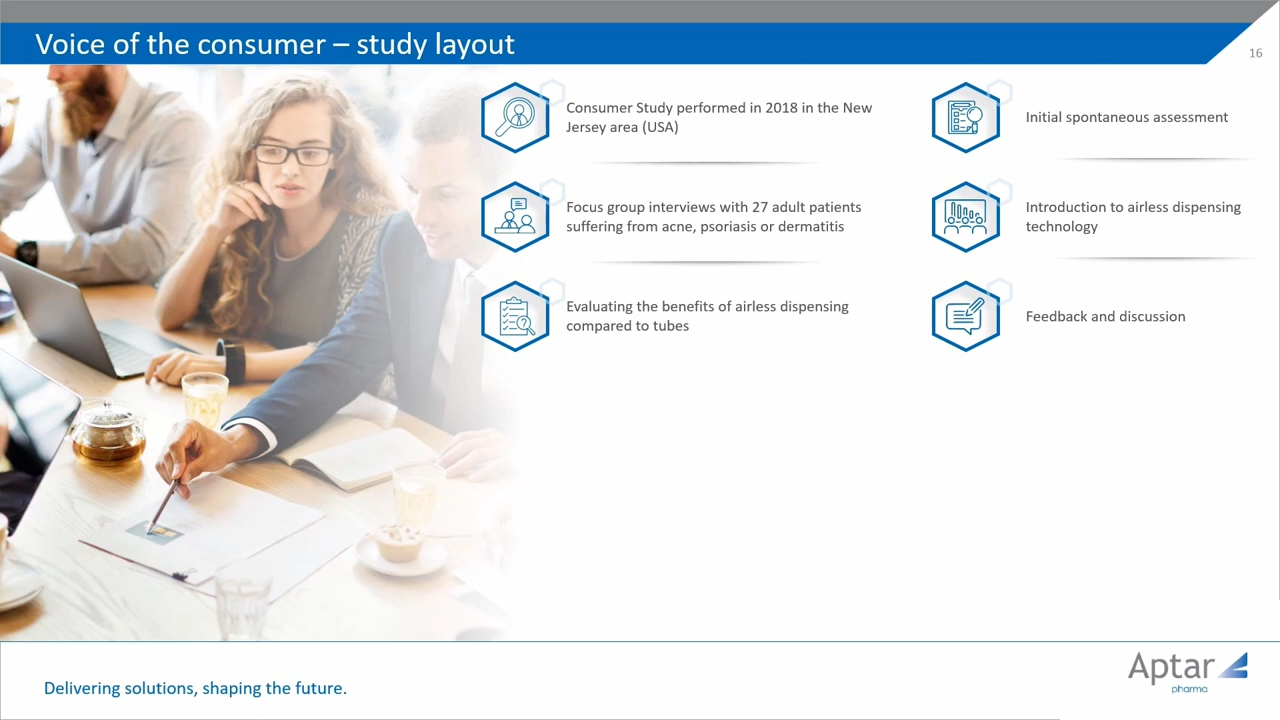 Voice of the consumer – study layout
16
Consumer Study performed in 2018 in the New
Jersey area (USA)
Focus group interviews with 27 adult patients
suffering from acne, psoriasis or dermatitis
Evaluating the benefits of airless dispensing
compared to tubes
Initial spontaneous assessment
Introduction to airless dispensing
technology
Feedback and discussion
Delivering solutions, shaping the future.
Aptar
pharma